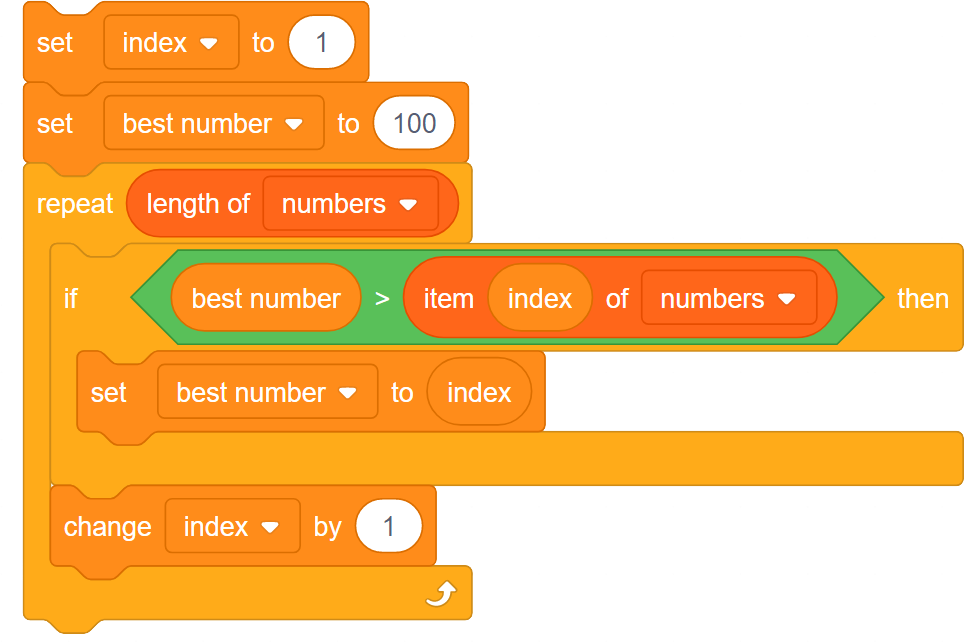 set index to 1
set best number to 100
repeat length of numbers
if best number > item index of numbers then
set best number to index
change index by 1